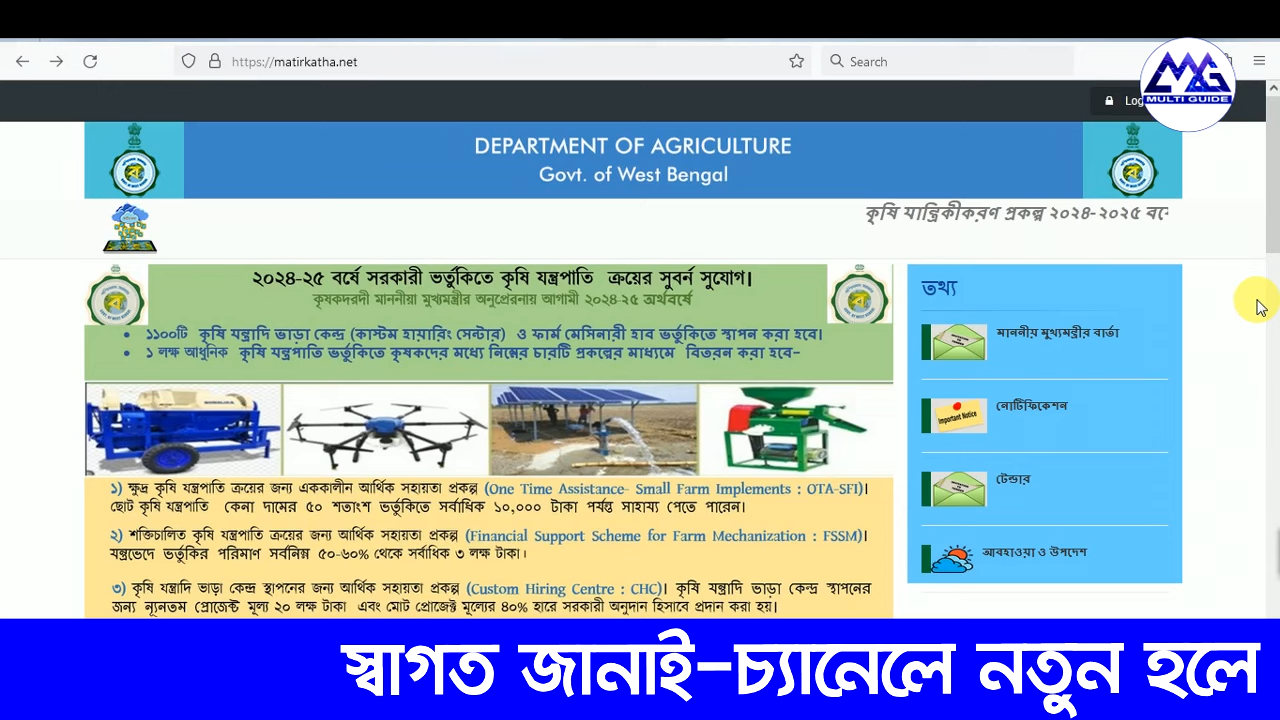 https://matirkatha.net
Search
MULTI GUIDE
DEPARTMENT OF AGRICULTURE
Govt. of West Bengal
কৃষি যান্ত্রিকীকরণ প্রকল্প ২০২৪-২০২৫ বর্ষে
২০২৪-২৫ বর্ষে সরকারী ভর্তুকিতে কৃষি যন্ত্রপাতি ক্রয়ের সুবর্ন সুযোগ।
কৃষকদরদী মাননীয়া মুখ্যমন্ত্রীর অনুপ্রেরনায় আগামী ২০২৪-২৫ অর্থবর্ষে
• ১১০০টি কৃষি যন্ত্রাদি ভাড়া কেন্দ্র (কাস্টম হায়ারিং সেন্টার) ও ফার্ম মেসিনারী হাব ভর্তুকিতে স্থাপন করা হবে।
• ১ লক্ষ আধুনিক কৃষি যন্ত্রপাতি ভর্তুকিতে কৃষকদের মধ্যে নিম্নের চারটি প্রকল্পের মাধ্যমে বিতরন করা হবে-
তথ্য
মাননীয় মুখ্যমন্ত্রীর বার্তা
Important Notice
নোটিফিকেশন
টেন্ডার
আবহাওয়া ও উপদেশ
১) ক্ষুদ্র কৃষি যন্ত্রপাতি ক্রয়ের জন্য এককালীন আর্থিক সহায়তা প্রকল্প (One Time Assistance- Small Farm Implements : OTA-SFI)।
ছোট কৃষি যন্ত্রপাতি কেনা দামের ৫০ শতাংশ ভর্তুকিতে সর্বাধিক ১০,০০০ টাকা পর্যন্ত সাহায্য পেতে পারেন।
২) শক্তিচালিত কৃষি যন্ত্রপাতি ক্রয়ের জন্য আর্থিক সহায়তা প্রকল্প (Financial Support Scheme for Farm Mechanization : FSSM)।
যন্ত্রভেদে ভর্তুকির পরিমাণ সর্বনিম্ন ৫০-৬০% থেকে সর্বাধিক ৩ লক্ষ টাকা।
৩) কৃষি যন্ত্রাদি ভাড়া কেন্দ্র স্থাপনের জন্য আর্থিক সহায়তা প্রকল্প (Custom Hiring Centre : CHC)। কৃষি যন্ত্রাদি ভাড়া কেন্দ্র স্থাপনের
জন্য ন্যূনতম প্রোজেক্ট মূল্য ২০ লক্ষ টাকা এবং মোট প্রোজেক্ট মূল্যের ৪০% হারে সরকারী অনুদান হিসাবে প্রদান করা হয়।
স্বাগত জানাই-চ্যানেলে নতুন হলে